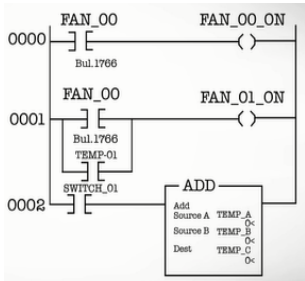 FAN_00 FAN_00_ON
0000
Bul.1766
FAN_00 FAN_01_ON
0001
Bul.1766
TEMP-01
SWITCH_01
0002
ADD
Add
Source A TEMP_A
0<
Source B TEMP_B
0<
Dest TEMP_C
0<